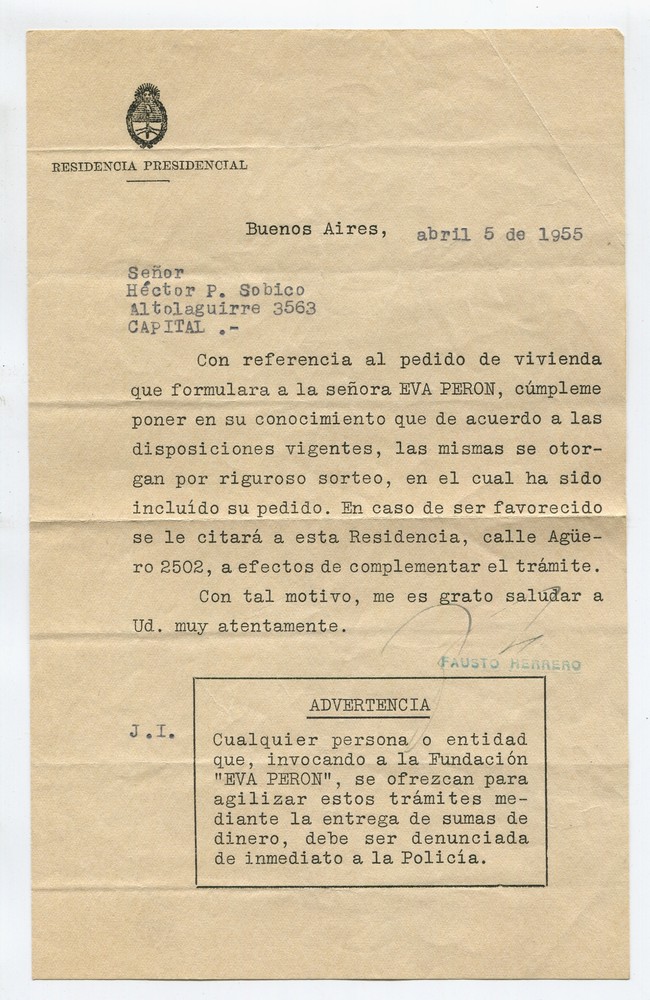 RESIDENCIA PRESIDENCIAL
Buenos Aires, abril 5 de 1955
Señor
Héctor P. Sobico
Altolaguirre 3563
CAPITAL .-
Con referencia al pedido de vivienda
que formulara a la señora EVA PERON, cúmpleme
poner en su conocimiento que de acuerdo a las
disposiciones vigentes, las mismas se otor-
gan por riguroso sorteo, en el cual ha sido
incluído su pedido. En caso de ser favorecido
se le citará a esta Residencia, calle Agüe-
ro 2502, a efectos de complementar el trámite.
Con tal motivo, me es grato saludar a
Ud. muy atentamente.
FAUSTO HERRERO
J.I.
ADVERTENCIA
Cualquier persona o entidad
que, invocando a la Fundación
"EVA PERON", se ofrezcan para
agilizar estos trámites me-
diante la entrega de sumas de
dinero, debe ser denunciada
de inmediato a la Policía.